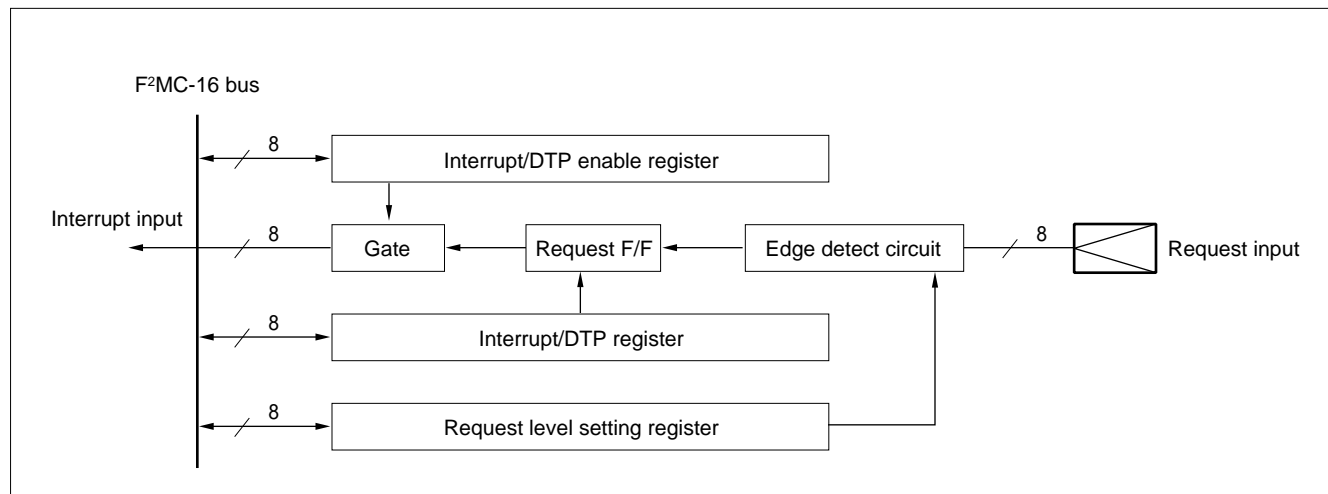 F²MC-16 bus
8
Interrupt/DTP enable register
Interrupt input
8
Gate
Request F/F
Edge detect circuit
8
Request input
8
Interrupt/DTP register
8
Request level setting register